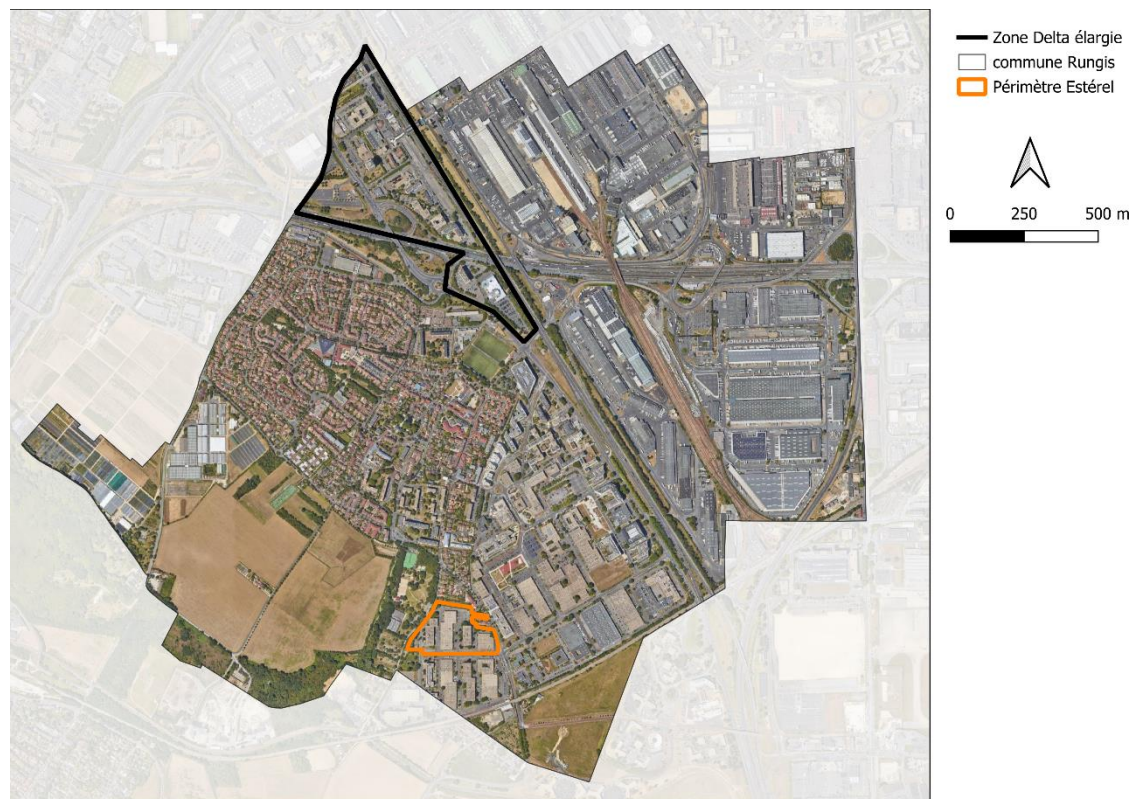 Zone Delta élargie
commune Rungis
Périmètre Estérel
0 250 500 m